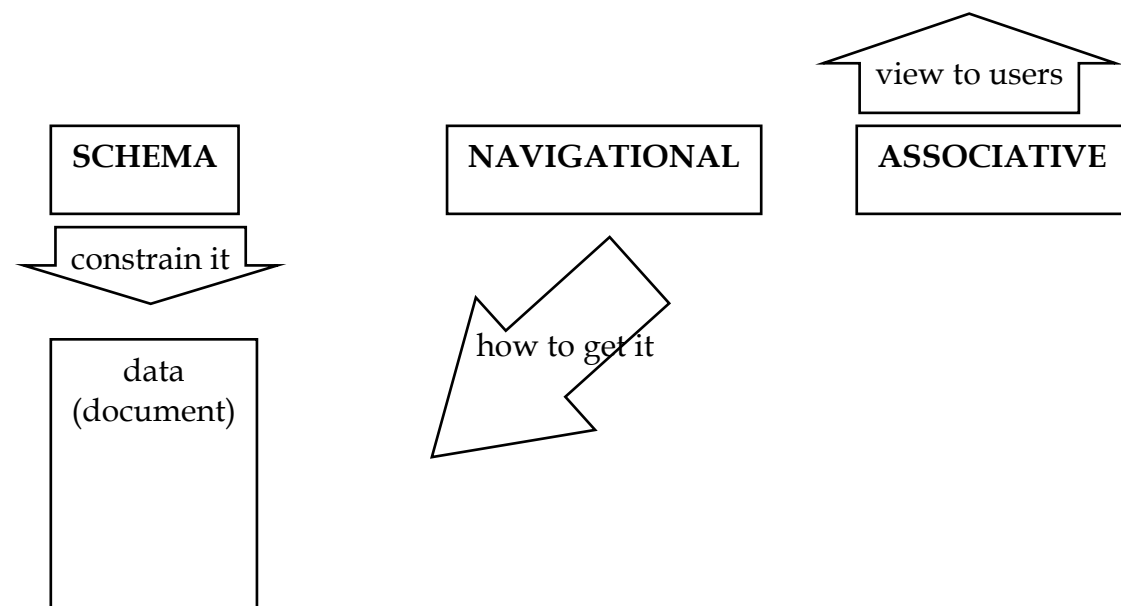 view to users
SCHEMA
NAVIGATIONAL
ASSOCIATIVE
constrain it
how to get it
data
(document)